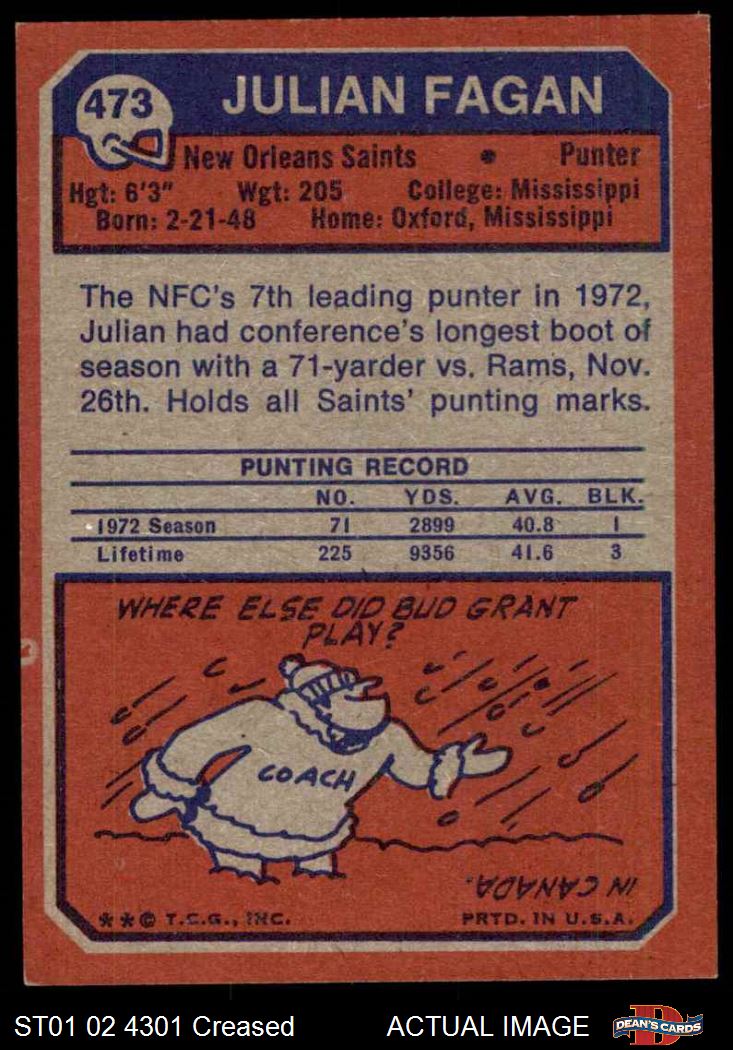 473
JULIAN FAGAN
New Orleans Saints • Punter
Hgt: 6'3" Wgt: 205 College: Mississippi
Born: 2-21-48 Home: Oxford, Mississippi
The NFC's 7th leading punter in 1972,
Julian had conference's longest boot of
season with a 71-yarder vs. Rams, Nov.
26th. Holds all Saints' punting marks.
PUNTING RECORD
NO. YDS. AVG. BLK.
1972 Season 71 2899 40.8 1
Lifetime 225 9356 41.6 3
WHERE ELSE DID BUD GRANT
PLAY?
COACH
IN CANADA.
**© T.C.G., INC. PRTD. IN U.S.A.
ST01 02 4301 Creased ACTUAL IMAGE
D
DEAN'S CARDS